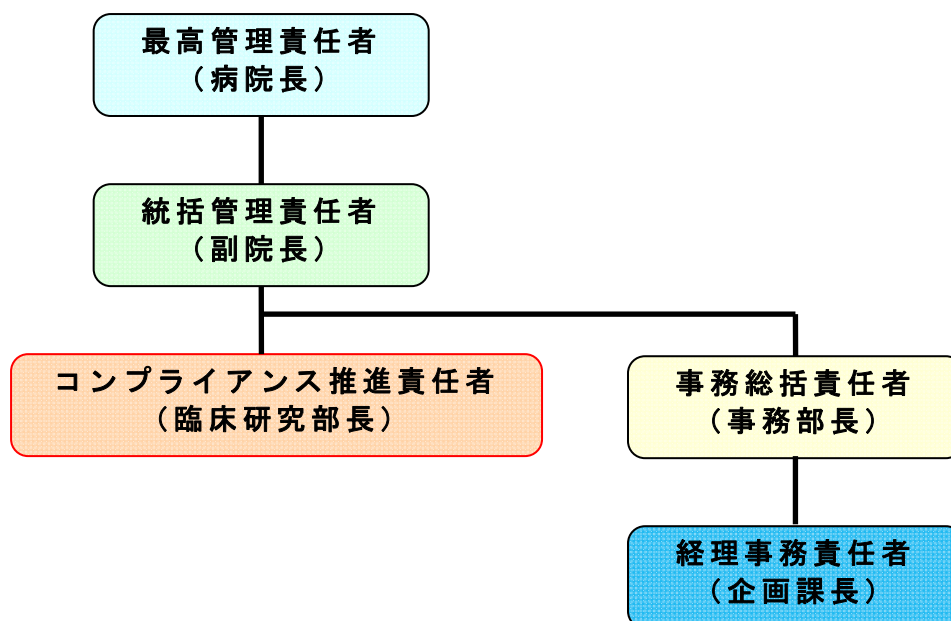 最高管理責任者
（病院長）
統括管理責任者
（副院長）
コンプライアンス推進責任者
（臨床研究部長）
事務総括責任者
（事務部長）
経理事務責任者
（企画課長）